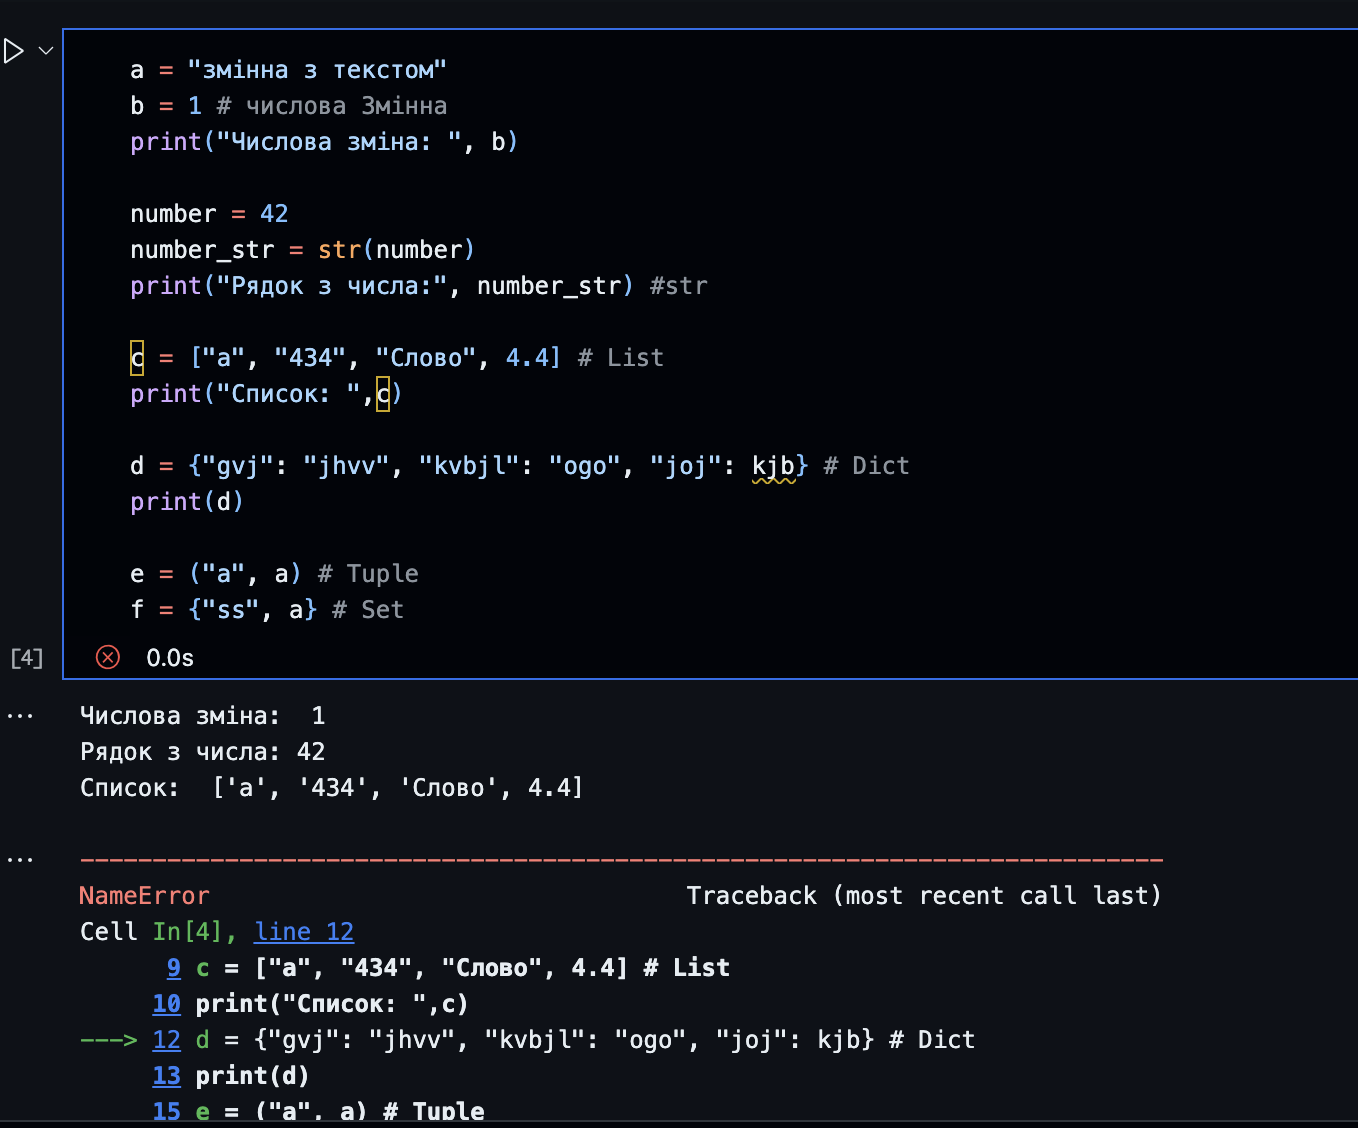 a = "змінна з текстом"
b = 1 # числова Змінна
print("Числова зміна: ", b)
number = 42
number_str = str(number)
print("Рядок з числа:", number_str) #str
c = ["a", "434", "Слово", 4.4] # List
print("Список: ",c)
d = {"gvj": "jhvv", "kvbjl": "ogo", "joj": kjb} # Dict
print(d)
e = ("a", a) # Tuple
f = {"ss", a} # Set
[4] 0.0s
Числова зміна:  1
Рядок з числа: 42
Список:  ['a', '434', 'Слово', 4.4]
---------------------------------------------------------------------------
NameError                                 Traceback (most recent call last)
Cell In[4], line 12
      9 c = ["a", "434", "Слово", 4.4] # List
     10 print("Список: ",c)
---> 12 d = {"gvj": "jhvv", "kvbjl": "ogo", "joj": kjb} # Dict
     13 print(d)
     15 e = ("a", a) # Tuple